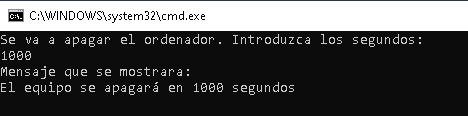 C:\WINDOWS\system32\cmd.exe
Se va a apagar el ordenador. Introduzca los segundos:
1000
Mensaje que se mostrara:
El equipo se apagará en 1000 segundos